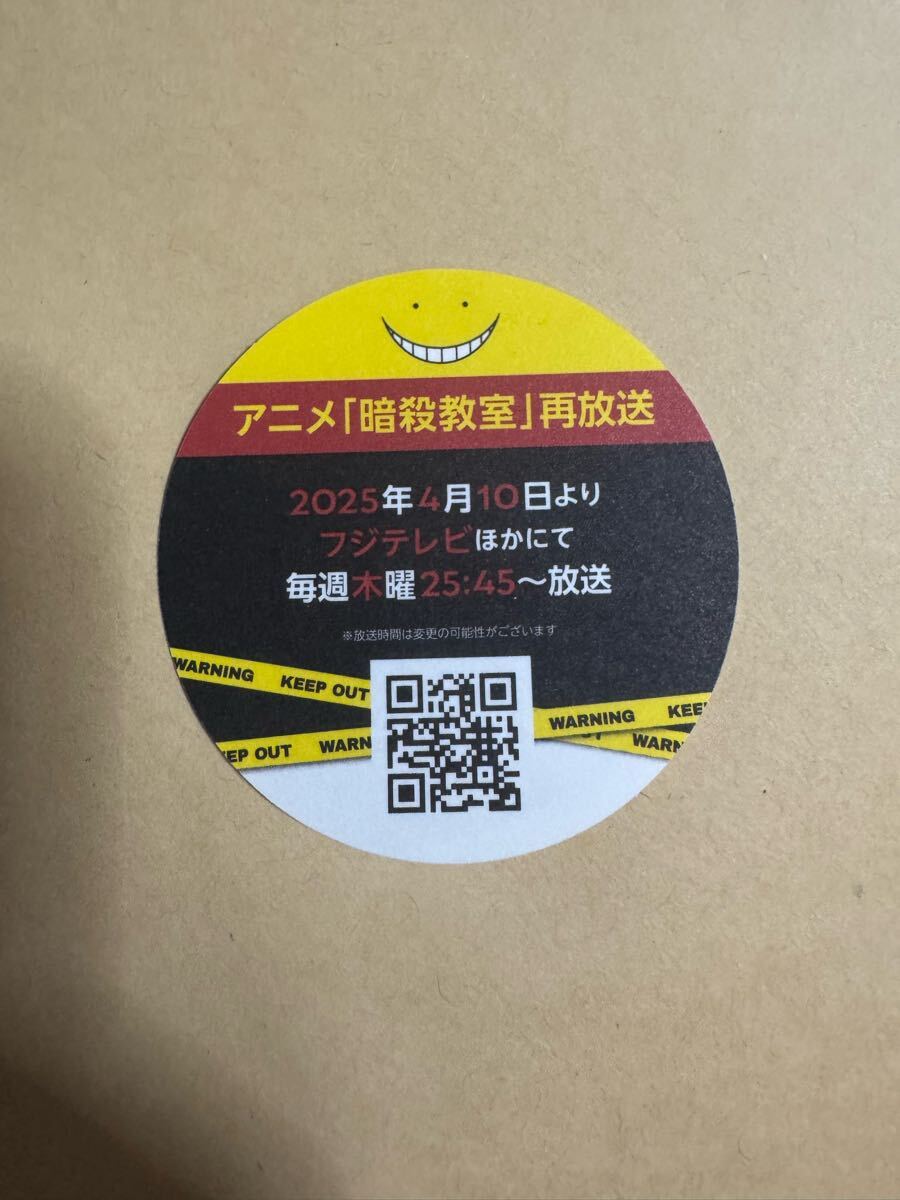 アニメ「暗殺教室」再放送
2025年4月10日より
フジテレビほかにて
毎週木曜25:45～放送
※放送時間は変更の可能性がございます
WARNING KEEP OUT
EP OUT WARN
WARNING KEE
UT WARN